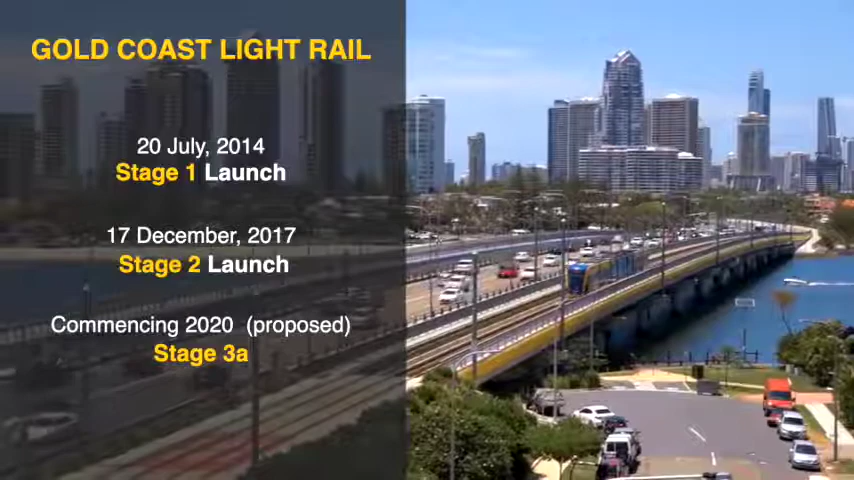 GOLD COAST LIGHT RAIL
20 July, 2014
Stage 1 Launch
17 December, 2017
Stage 2 Launch
Commencing 2020 (proposed)
Stage 3a